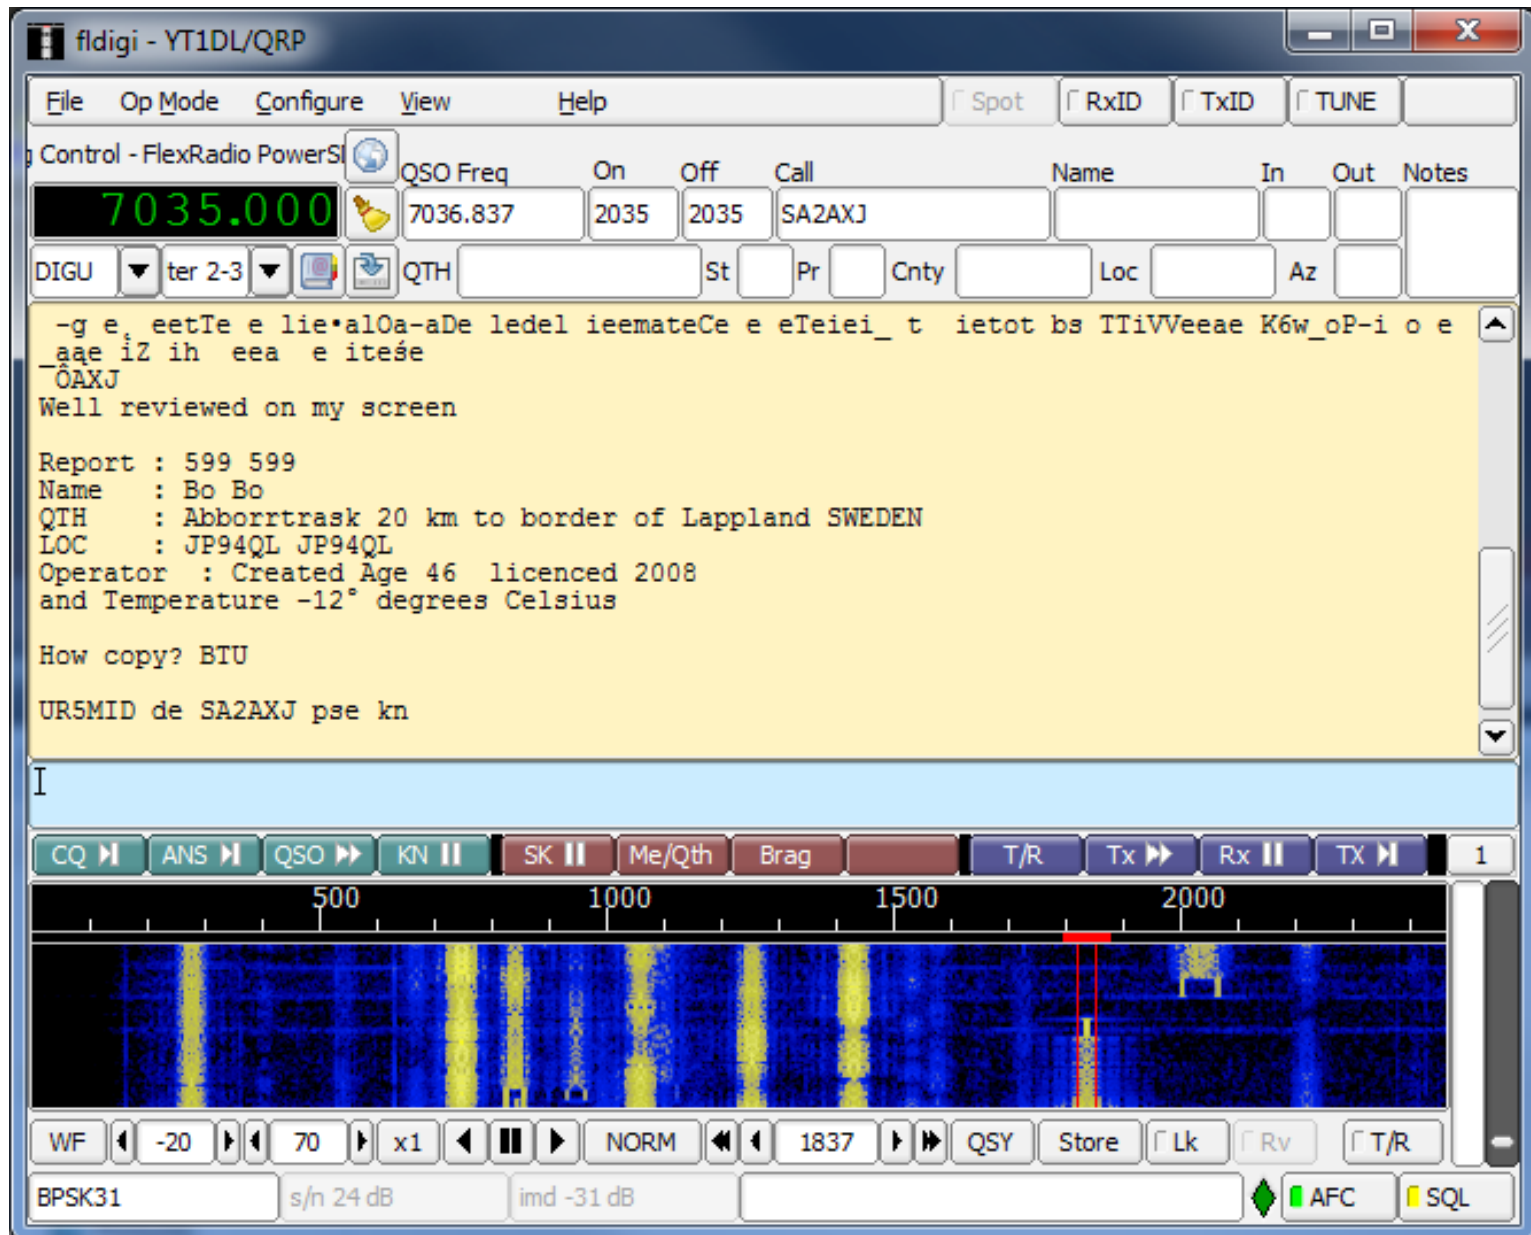 fldigi - YT1DL/QRP
File Op Mode Configure View Help Spot RxID TxID TUNE
g Control - FlexRadio PowerS
QSO Freq On Off Call Name In Out Notes
7035.000 7036.837 2035 2035 SA2AXJ
DIGU ter 2-3 QTH St Pr Cnty Loc Az
-g e¸ eetTe e lie•alOa-aDe ledel ieemateCe e eTeiei_ t ietot bs TTiVVeeae K6w_oP-i o e
_aąe iZ ih eea e iteśe
ÔAXJ
Well reviewed on my screen
Report : 599 599
Name : Bo Bo
QTH : Abborrtrask 20 km to border of Lappland SWEDEN
LOC : JP94QL JP94QL
Operator : Created Age 46 licenced 2008
and Temperature -12° degrees Celsius
How copy? BTU
UR5MID de SA2AXJ pse kn
CQ ANS QSO KN SK Me/Qth Brag T/R Tx Rx TX 1
500 1000 1500 2000
WF -20 70 x1 NORM 1837 QSY Store Lk Rv T/R
BPSK31 s/n 24 dB imd -31 dB AFC SQL